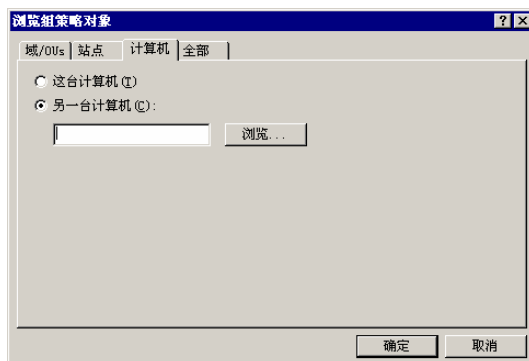 浏览组策略对象
域/OUs 站点 计算机 全部
这台计算机(T)
另一台计算机(C):
浏览...
确定 取消